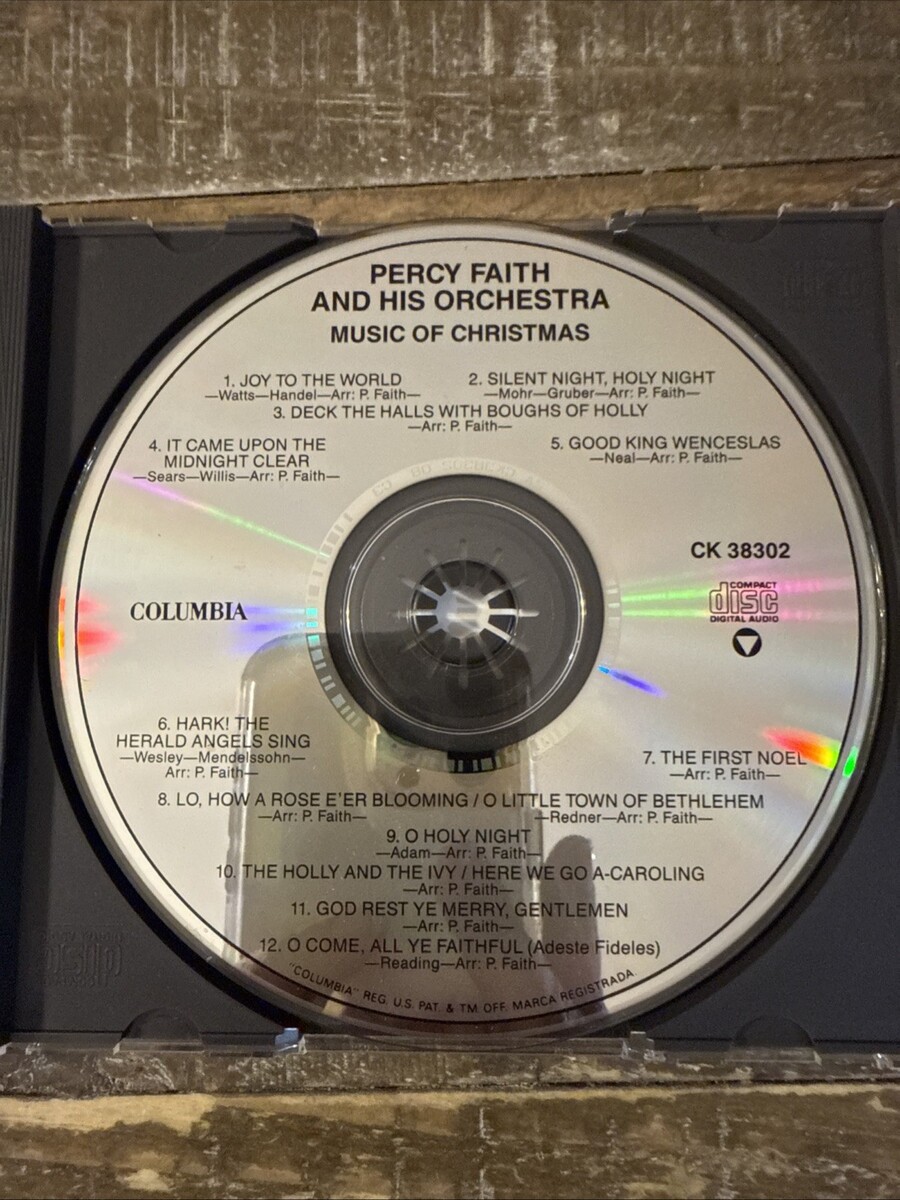 PERCY FAITH
AND HIS ORCHESTRA
MUSIC OF CHRISTMAS
1. JOY TO THE WORLD
—Watts—Handel—Arr: P. Faith—
2. SILENT NIGHT, HOLY NIGHT
—Mohr—Gruber—Arr: P. Faith—
3. DECK THE HALLS WITH BOUGHS OF HOLLY
—Arr: P. Faith—
4. IT CAME UPON THE
MIDNIGHT CLEAR
—Sears—Willis—Arr: P. Faith—
5. GOOD KING WENCESLAS
—Neal—Arr: P. Faith—
CK 38302
COMPACT
disc
DIGITAL AUDIO
COLUMBIA
6. HARK! THE
HERALD ANGELS SING
—Wesley—Mendelssohn—
Arr: P. Faith—
7. THE FIRST NOEL
—Arr: P. Faith—
8. LO, HOW A ROSE E'ER BLOOMING / O LITTLE TOWN OF BETHLEHEM
—Arr: P. Faith— —Redner—Arr: P. Faith—
9. O HOLY NIGHT
—Adam—Arr: P. Faith—
10. THE HOLLY AND THE IVY / HERE WE GO A-CAROLING
—Arr: P. Faith—
11. GOD REST YE MERRY, GENTLEMEN
—Arr: P. Faith—
12. O COME, ALL YE FAITHFUL (Adeste Fideles)
—Reading—Arr: P. Faith—
"COLUMBIA" REG. U.S. PAT. & TM. OFF. MARCA REGISTRADA
disc